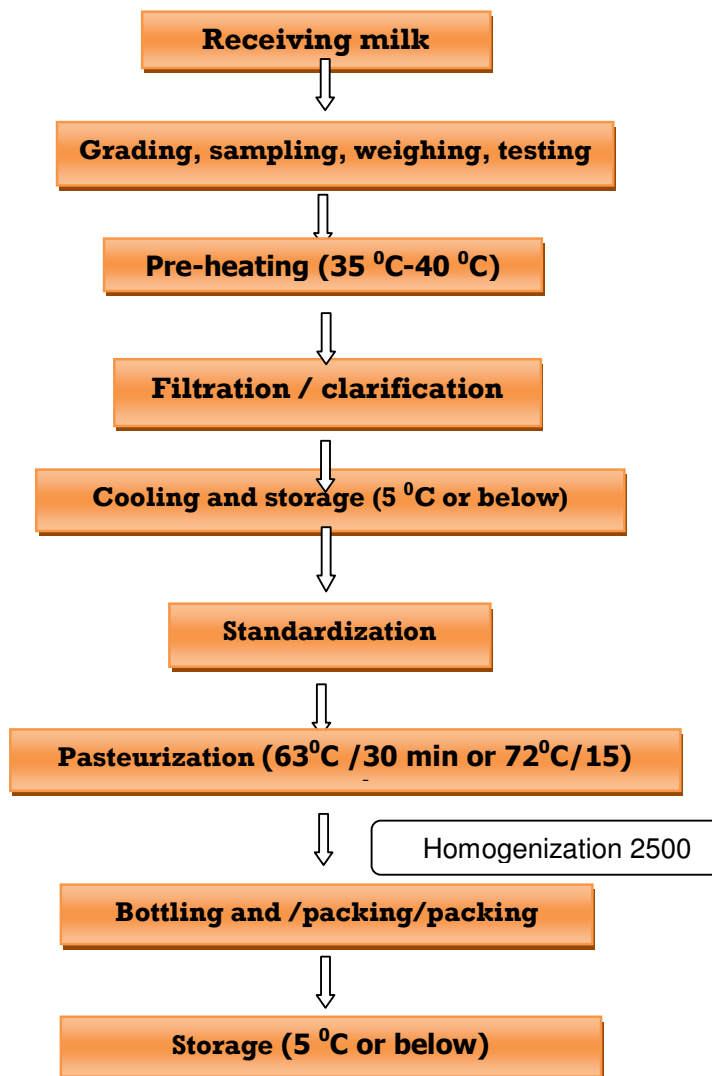 Receiving milk
Grading, sampling, weighing, testing
Pre-heating (35 ⁰C-40 ⁰C)
Filtration / clarification
Cooling and storage (5 ⁰C or below)
Standardization
Pasteurization (63⁰C /30 min or 72⁰C/15)
Homogenization 2500
Bottling and /packing/packing
Storage (5 ⁰C or below)